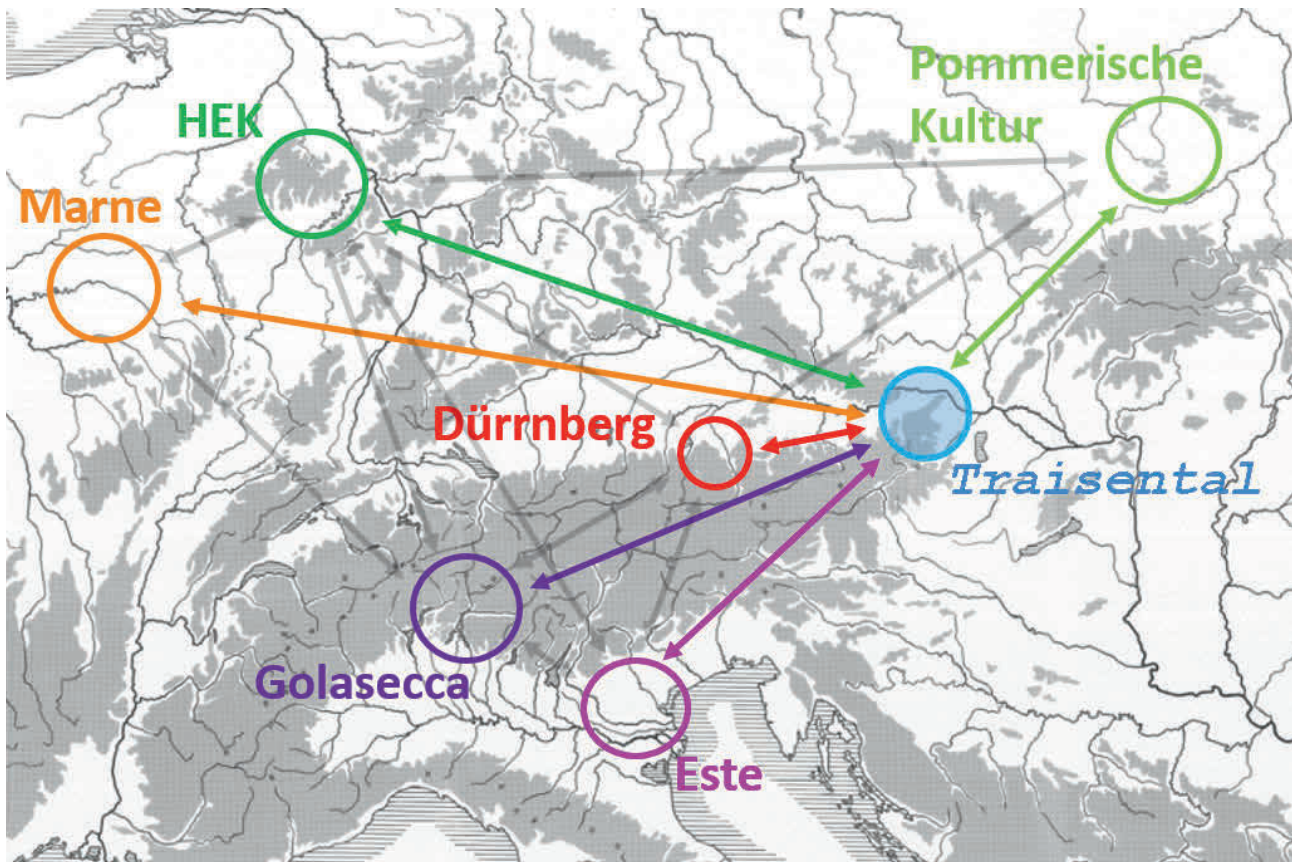 Pommerische
Kultur
HEK
Marne
Dürrnberg
Traisental
Golasecca
Este